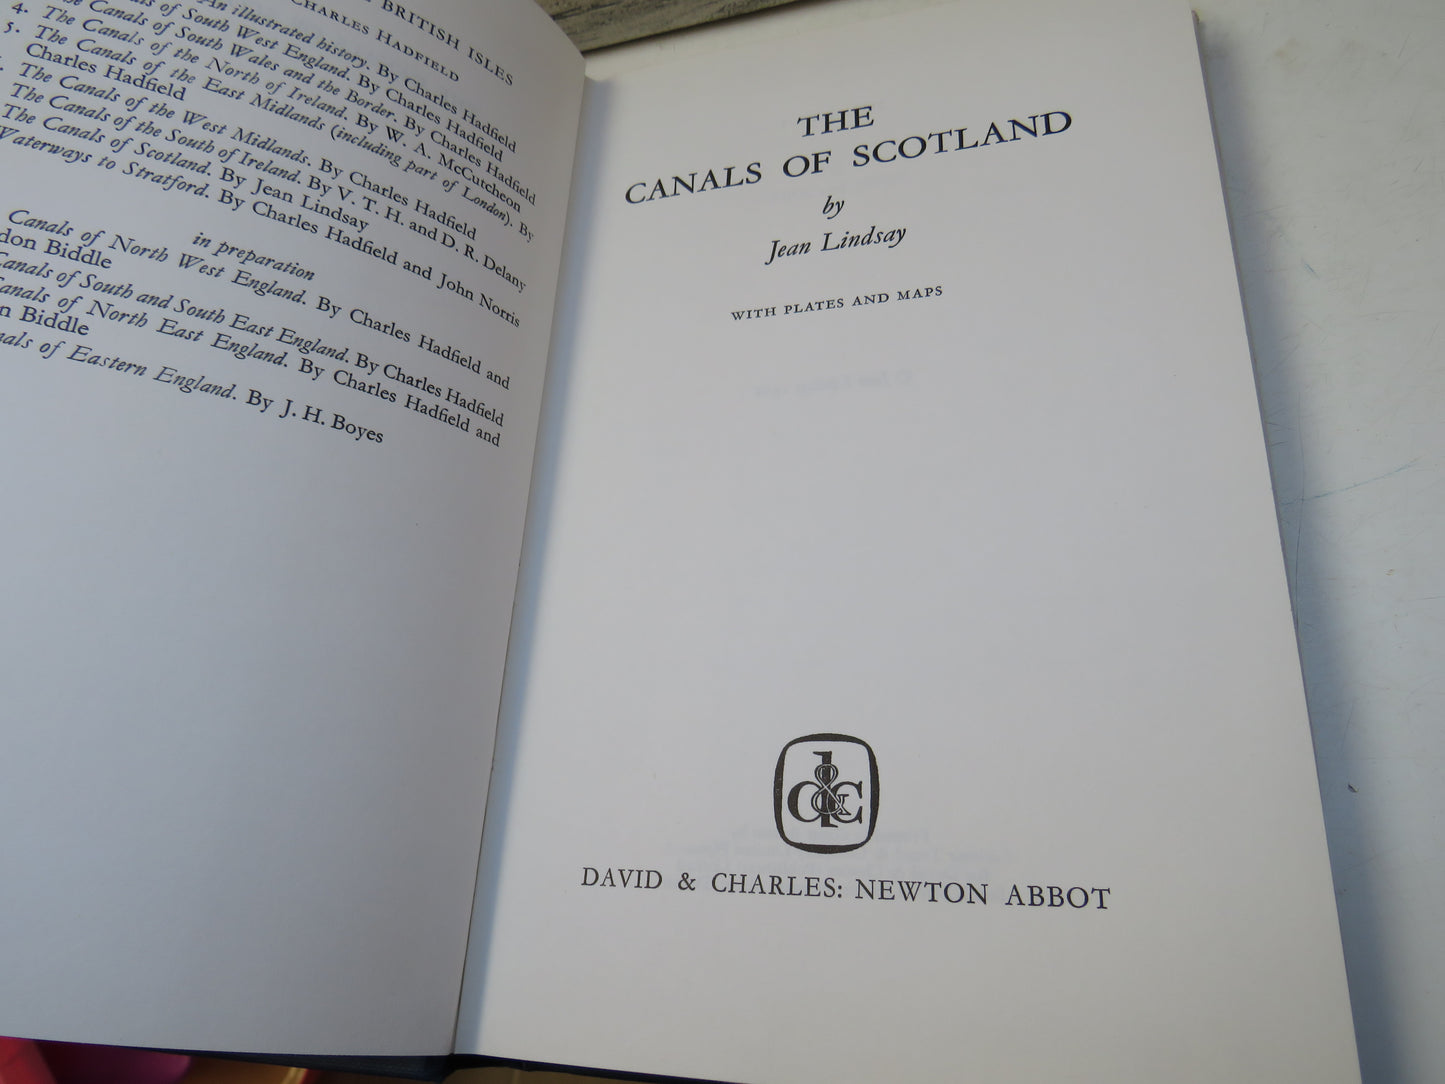 BRITISH ISLES
CHARLES HADFIELD
An illustrated history. By Charles Hadfield
Canals of South West England. By Charles Hadfield
Canals of South Wales and the Border. By Charles Hadfield
4. The Canals of the North of Ireland. By W. A. McCutcheon
5. The Canals of the East Midlands (including part of London). By
Charles Hadfield
The Canals of the West Midlands. By Charles Hadfield
The Canals of the South of Ireland. By V. T. H. and D. R. Delany
The Canals of Scotland. By Jean Lindsay
Waterways to Stratford. By Charles Hadfield and John Norris
in preparation
Canals of North West England. By Charles Hadfield and
Biddle
Canals of South and South East England. By Charles Hadfield
Canals of North East England. By Charles Hadfield and
Biddle
of Eastern England. By J. H. Boyes
THE
CANALS OF SCOTLAND
by
Jean Lindsay
WITH PLATES AND MAPS
d&c
DAVID & CHARLES: NEWTON ABBOT